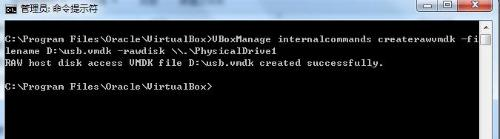 管理员: 命令提示符
C:\Program Files\Oracle\VirtualBox>VBoxManage internalcommands createrawvmdk -fi
lename D:\usb.vmdk -rawdisk \\.\PhysicalDrive1
RAW host disk access VMDK file D:\usb.vmdk created successfully.
C:\Program Files\Oracle\VirtualBox>